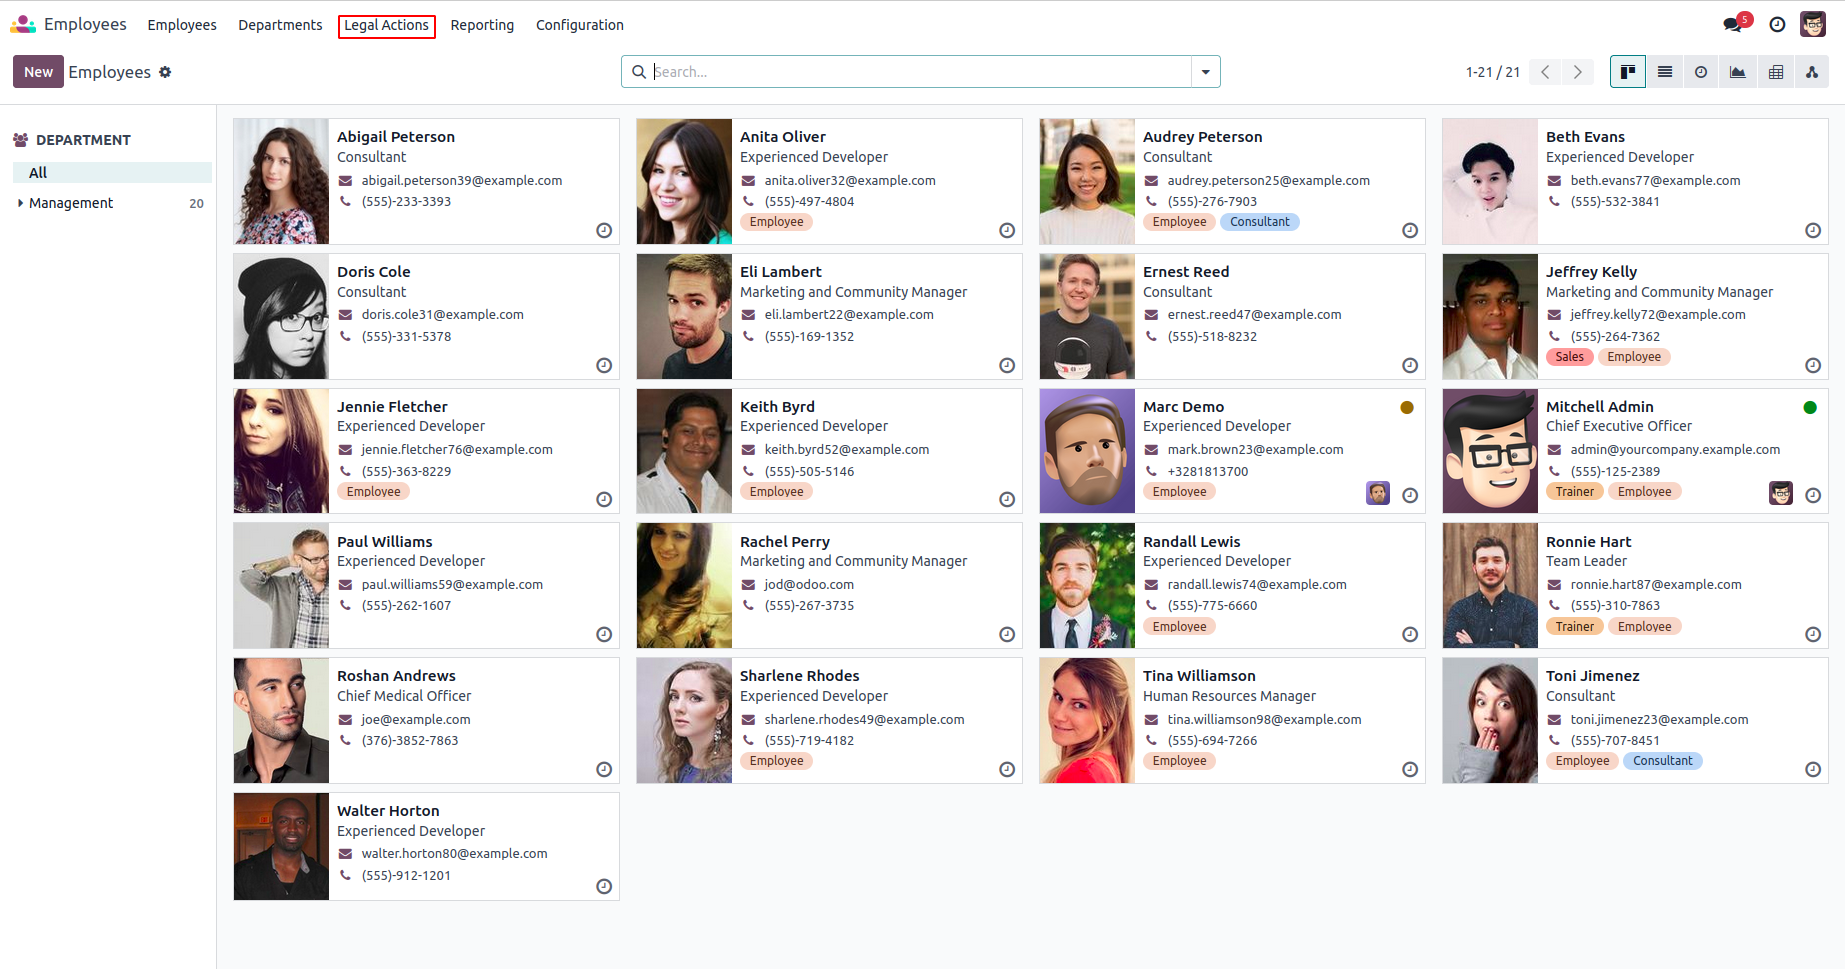 Employees Employees Departments Legal Actions Reporting Configuration 5
New Employees Search... 1-21 / 21
DEPARTMENT
All
Management 20
Abigail Peterson
Consultant
abigail.peterson39@example.com
(555)-233-3393
Anita Oliver
Experienced Developer
anita.oliver32@example.com
(555)-497-4804
Employee
Audrey Peterson
Consultant
audrey.peterson25@example.com
(555)-276-7903
Employee Consultant
Beth Evans
Experienced Developer
beth.evans77@example.com
(555)-532-3841
Doris Cole
Consultant
doris.cole31@example.com
(555)-331-5378
Eli Lambert
Marketing and Community Manager
eli.lambert22@example.com
(555)-169-1352
Ernest Reed
Consultant
ernest.reed47@example.com
(555)-518-8232
Jeffrey Kelly
Marketing and Community Manager
jeffrey.kelly72@example.com
(555)-264-7362
Sales Employee
Jennie Fletcher
Experienced Developer
jennie.fletcher76@example.com
(555)-363-8229
Employee
Keith Byrd
Experienced Developer
keith.byrd52@example.com
(555)-505-5146
Employee
Marc Demo
Experienced Developer
mark.brown23@example.com
+3281813700
Employee
Mitchell Admin
Chief Executive Officer
admin@yourcompany.example.com
(555)-125-2389
Trainer Employee
Paul Williams
Experienced Developer
paul.williams59@example.com
(555)-262-1607
Rachel Perry
Marketing and Community Manager
jod@odoo.com
(555)-267-3735
Randall Lewis
Experienced Developer
randall.lewis74@example.com
(555)-775-6660
Employee
Ronnie Hart
Team Leader
ronnie.hart87@example.com
(555)-310-7863
Trainer Employee
Roshan Andrews
Chief Medical Officer
joe@example.com
(376)-3852-7863
Sharlene Rhodes
Experienced Developer
sharlene.rhodes49@example.com
(555)-719-4182
Employee
Tina Williamson
Human Resources Manager
tina.williamson98@example.com
(555)-694-7266
Employee
Toni Jimenez
Consultant
toni.jimenez23@example.com
(555)-707-8451
Employee Consultant
Walter Horton
Experienced Developer
walter.horton80@example.com
(555)-912-1201